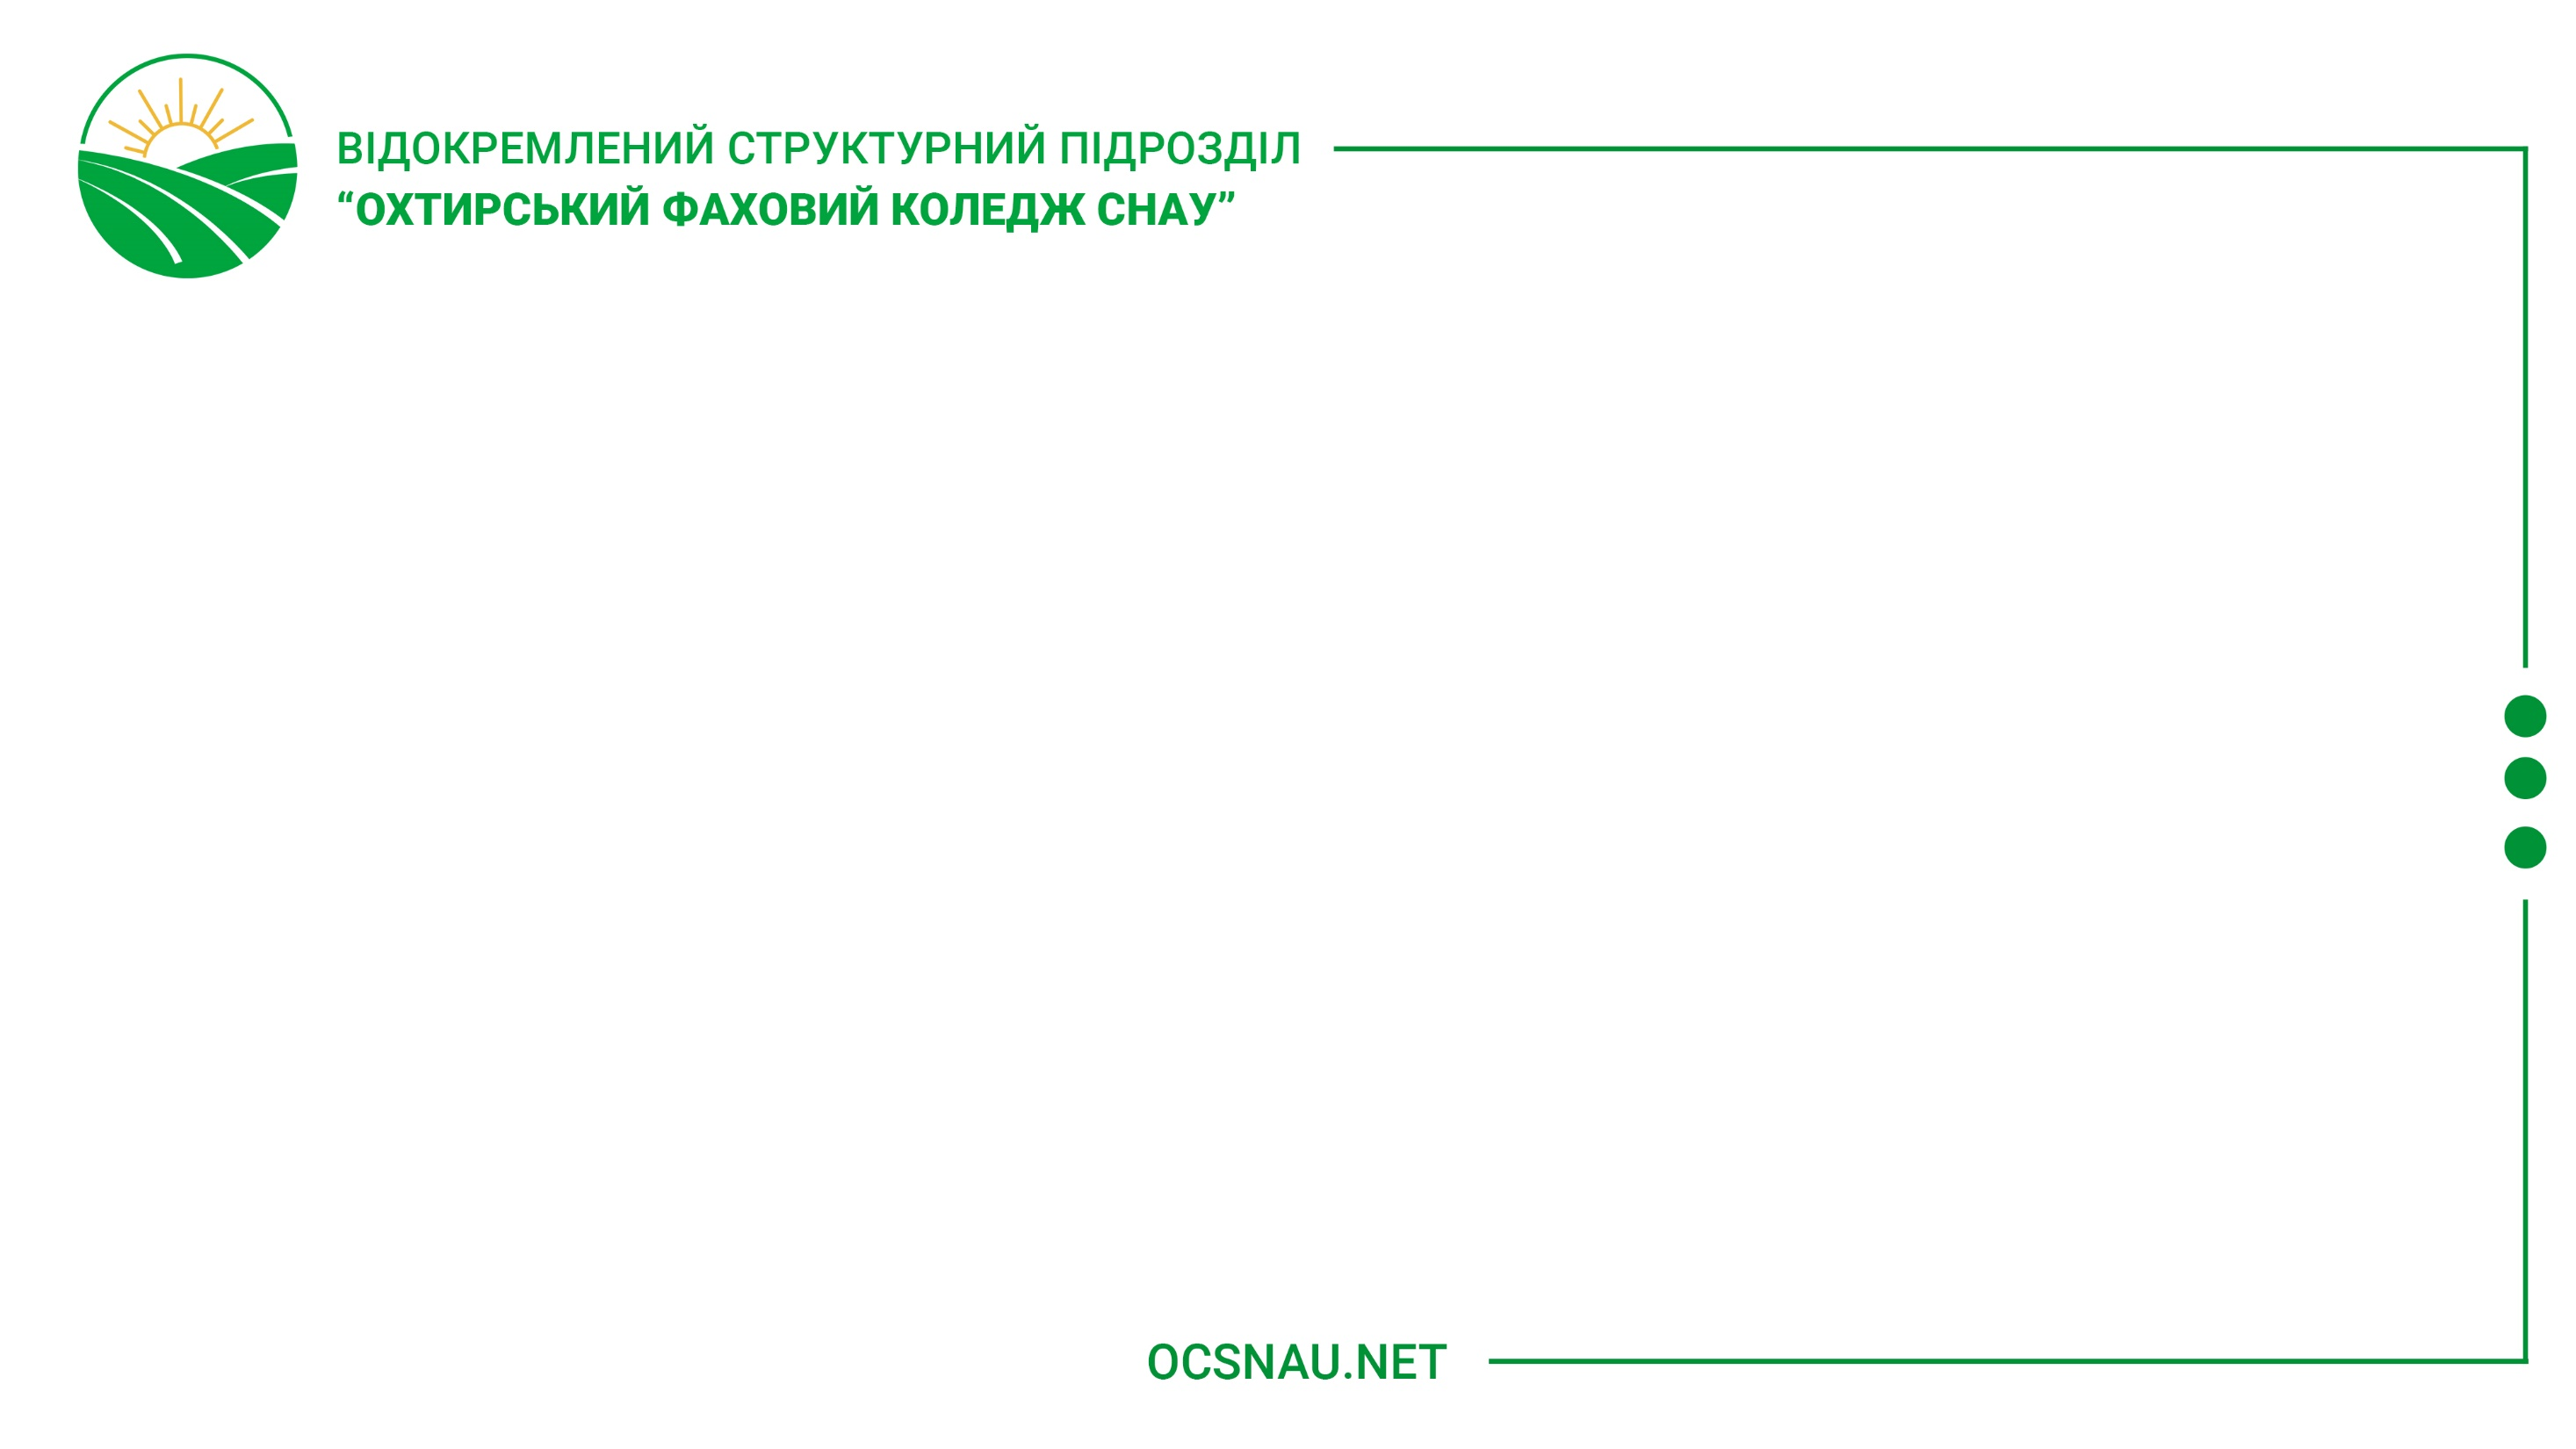 ВІДОКРЕМЛЕНИЙ СТРУКТУРНИЙ ПІДРОЗДІЛ
“ОХТИРСЬКИЙ ФАХОВИЙ КОЛЕДЖ СНАУ”
OCSNAU.NET